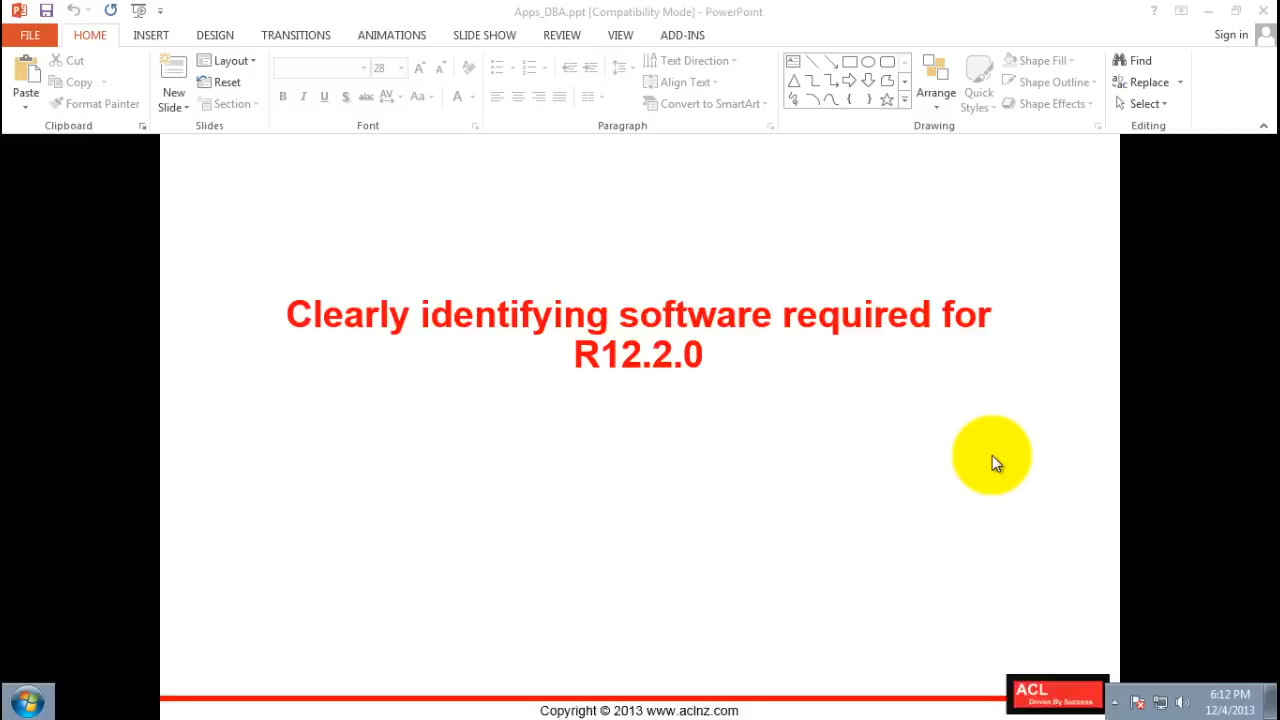 Apps_DBA.ppt [Compatibility Mode] - PowerPoint
FILE HOME INSERT DESIGN TRANSITIONS ANIMATIONS SLIDE SHOW REVIEW VIEW ADD-INS Sign in
Paste
Cut
Copy
Format Painter
Clipboard
New Slide
Layout
Reset
Section
Slides
28
B I U S abc AV Aa A
Font
Text Direction
Align Text
Convert to SmartArt
Paragraph
Arrange
Quick Styles
Shape Fill
Shape Outline
Shape Effects
Drawing
Find
Replace
Select
Editing
Clearly identifying software required for
R12.2.0
ACL
Driven By Success
Copyright © 2013 www.aclnz.com
6:12 PM
12/4/2013